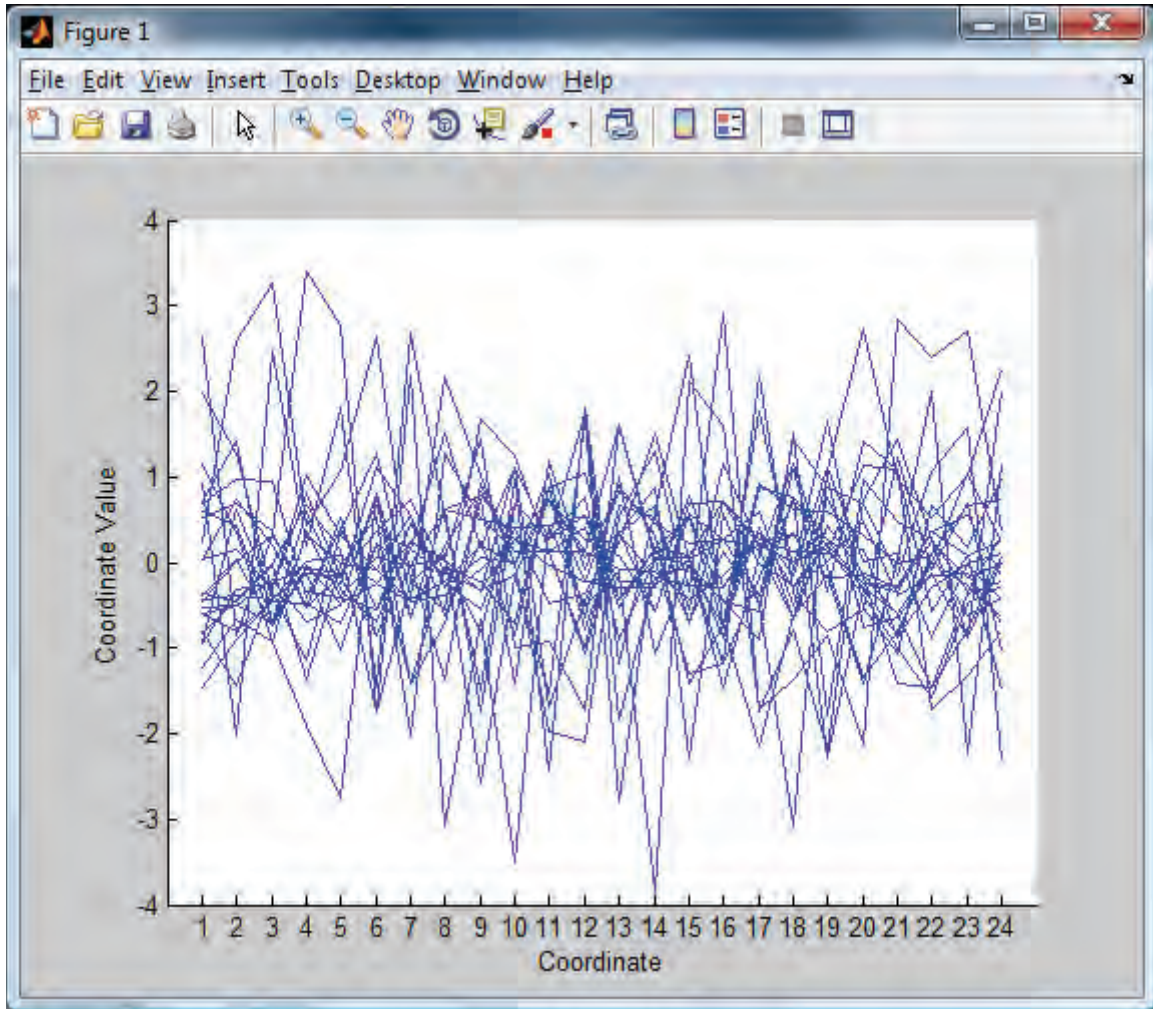 Figure 1
File Edit View Insert Tools Desktop Window Help
4
3
2
1
0
-1
-2
-3
-4
Coordinate Value
1 2 3 4 5 6 7 8 9 10 11 12 13 14 15 16 17 18 19 20 21 22 23 24
Coordinate